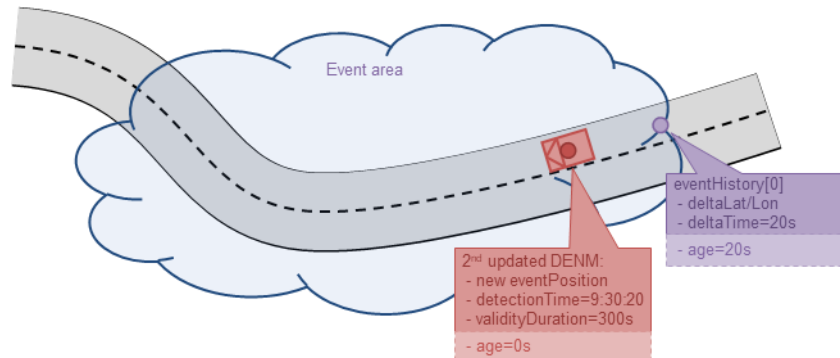 Event area
eventHistory[0]
- deltaLat/Lon
- deltaTime=20s
- age=20s
2nd updated DENM:
- new eventPosition
- detectionTime=9:30:20
- validityDuration=300s
- age=0s